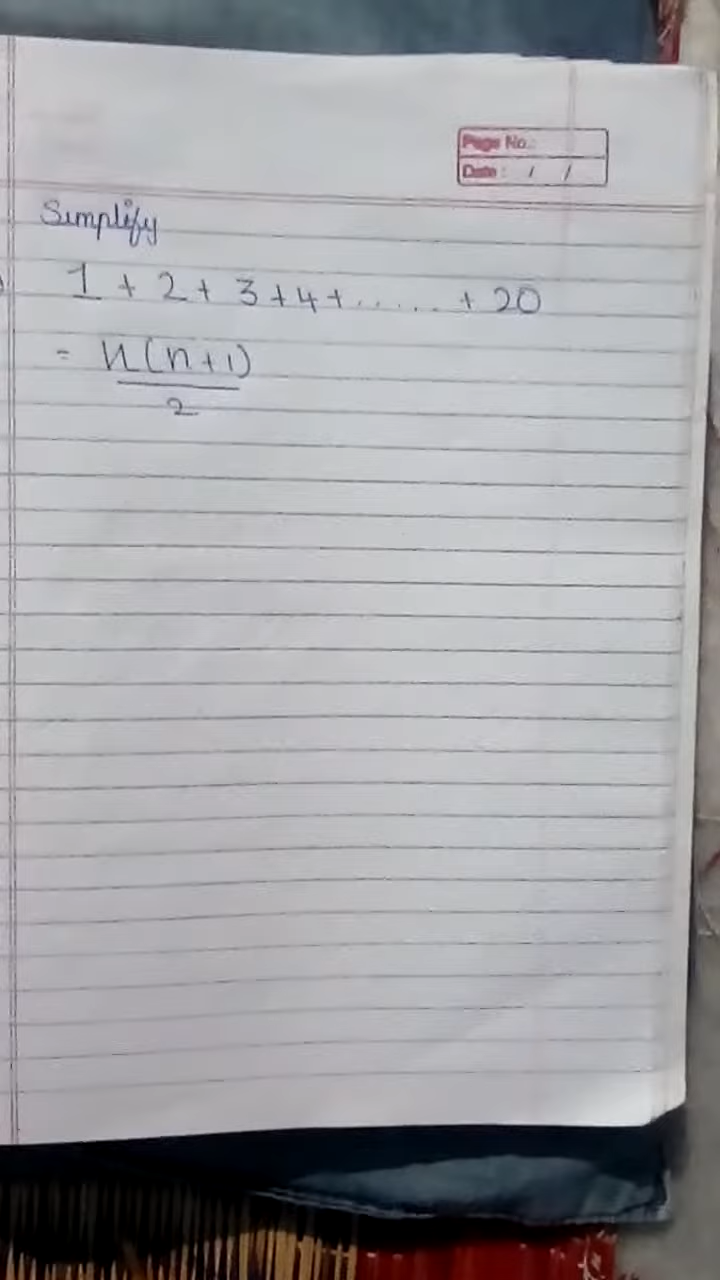 Page No.:
Date : / /
Simplify
1 + 2 + 3 + 4 + ...... + 20
= n(n+1)
2